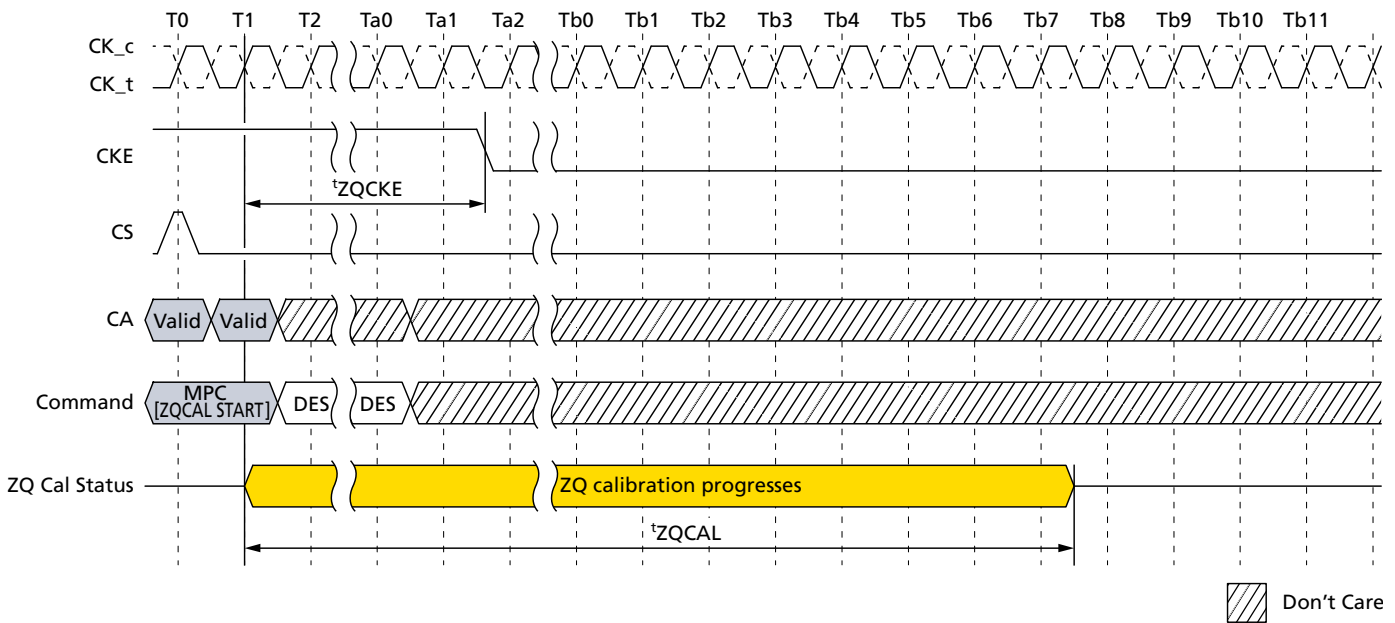 T0 T1 T2 Ta0 Ta1 Ta2 Tb0 Tb1 Tb2 Tb3 Tb4 Tb5 Tb6 Tb7 Tb8 Tb9 Tb10 Tb11
CK_c
CK_t
CKE
tZQCKE
CS
CA Valid Valid
Command MPC [ZQCAL START] DES DES
ZQ Cal Status ZQ calibration progresses
tZQCAL
Don't Care